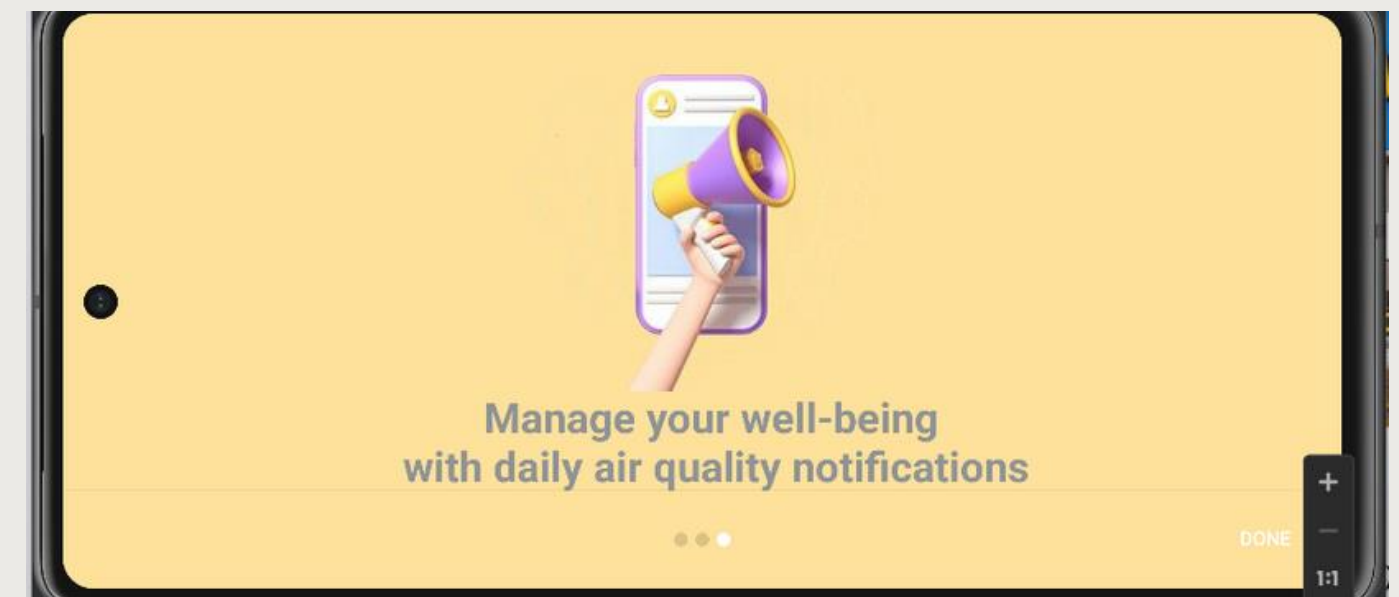 Manage your well-being
with daily air quality notifications
DONE
+
−
1:1